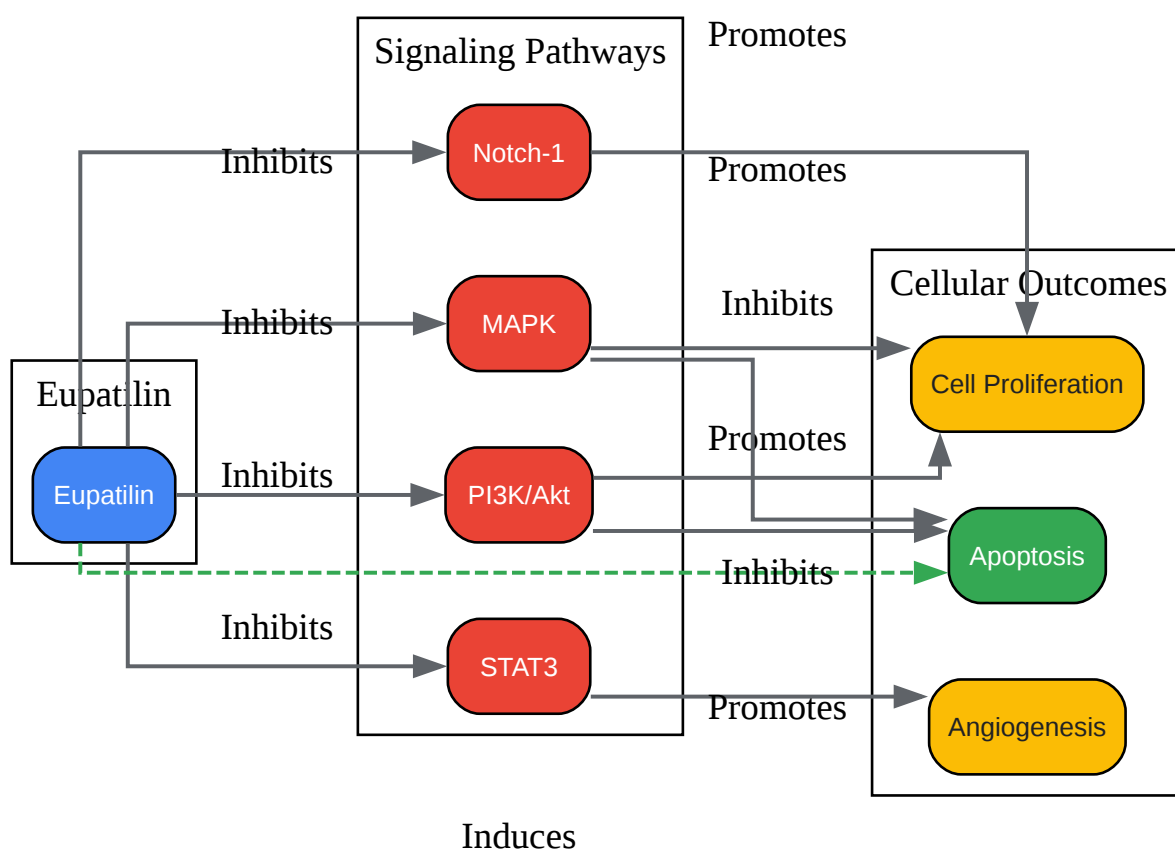 Promotes
Signaling Pathways
Notch-1
Inhibits
Promotes
Cellular Outcomes
Inhibits
MAPK
Inhibits
Cell Proliferation
Eupatilin
Promotes
Inhibits
Eupatilin
PI3K/Akt
Apoptosis
Inhibits
Inhibits
STAT3
Promotes
Angiogenesis
Induces